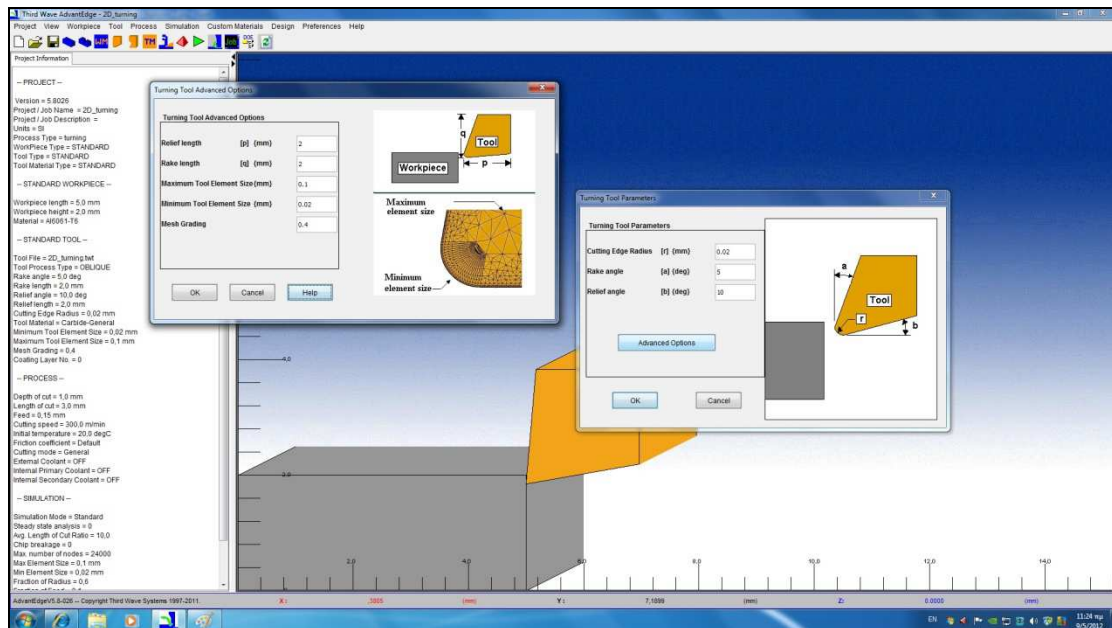 Third Wave AdvantEdge - 2D_turning
Project View Workpiece Tool Process Simulation Custom Materials Design Preferences Help
WM TM Job
Project Information
-- PROJECT --
Version = 5.8026
Project / Job Name = 2D_turning
Project / Job Description =
Units = SI
Process Type = turning
WorkPiece Type = STANDARD
Tool Type = STANDARD
Tool Material Type = STANDARD
-- STANDARD WORKPIECE --
Workpiece length = 5,0 mm
Workpiece height = 2,0 mm
Material = Al6061-T6
-- STANDARD TOOL --
Tool File = 2D_turning.twt
Tool Process Type = OBLIQUE
Rake angle = 5,0 deg
Rake length = 2,0 mm
Relief angle = 10,0 deg
Relief length = 2,0 mm
Cutting Edge Radius = 0,02 mm
Tool Material = Carbide-General
Minimum Tool Element Size = 0,02 mm
Maximum Tool Element Size = 0,1 mm
Mesh Grading = 0,4
Coating Layer No. = 0
-- PROCESS --
Depth of cut = 1,0 mm
Length of cut = 3,0 mm
Feed = 0,15 mm
Cutting speed = 300,0 m/min
Initial temperature = 20,0 degC
Friction coefficient = Default
Cutting mode = General
External Coolant = OFF
Internal Primary Coolant = OFF
Internal Secondary Coolant = OFF
-- SIMULATION --
Simulation Mode = Standard
Steady state analysis = 0
Avg. Length of Cut Ratio = 10,0
Chip breakage = 0
Max. number of nodes = 24000
Max Element Size = 0,1 mm
Min Element Size = 0,02 mm
Fraction of Radius = 0,6
Turning Tool Advanced Options
Turning Tool Advanced Options
Relief length [p] (mm) 2
Rake length [q] (mm) 2
Maximum Tool Element Size(mm) 0.1
Minimum Tool Element Size (mm) 0.02
Mesh Grading 0.4
OK Cancel Help
q
Tool
Workpiece
p
Maximum
element size
Minimum
element size
Turning Tool Parameters
Turning Tool Parameters
Cutting Edge Radius [r] (mm) 0.02
Rake angle [a] (deg) 5
Relief angle [b] (deg) 10
Advanced Options
OK Cancel
a
Tool
r
b
4,0
2,0
2,0 4,0 6,0 8,0 10,0 12,0 14,0
AdvantEdgeV5.8-026 -- Copyright Third Wave Systems 1997-2011.
X : ,3805 (mm) Y : 7,1899 (mm) Z: 0.0000 (mm)
EN
11:24 πμ
9/5/2012